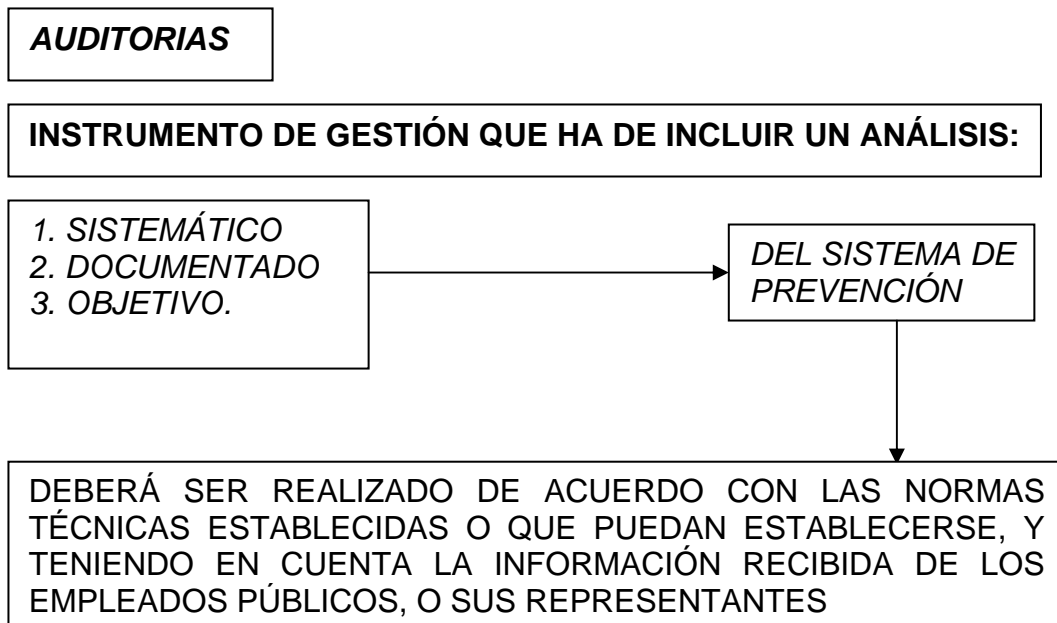 AUDITORIAS
INSTRUMENTO DE GESTIÓN QUE HA DE INCLUIR UN ANÁLISIS:
1. SISTEMÁTICO
2. DOCUMENTADO
3. OBJETIVO.
DEL SISTEMA DE
PREVENCIÓN
DEBERÁ SER REALIZADO DE ACUERDO CON LAS NORMAS
TÉCNICAS ESTABLECIDAS O QUE PUEDAN ESTABLECERSE, Y
TENIENDO EN CUENTA LA INFORMACIÓN RECIBIDA DE LOS
EMPLEADOS PÚBLICOS, O SUS REPRESENTANTES